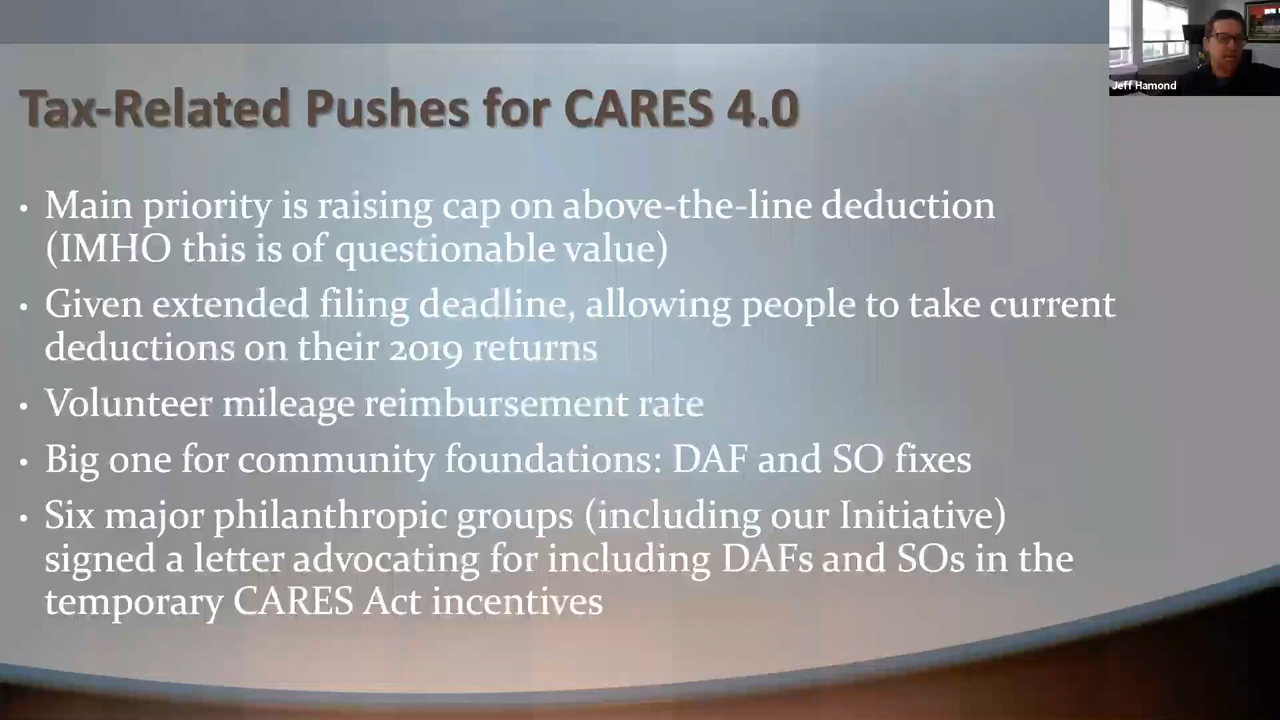 Jeff Hamond
Tax-Related Pushes for CARES 4.0
• Main priority is raising cap on above-the-line deduction
(IMHO this is of questionable value)
• Given extended filing deadline, allowing people to take current
deductions on their 2019 returns
• Volunteer mileage reimbursement rate
• Big one for community foundations: DAF and SO fixes
• Six major philanthropic groups (including our Initiative)
signed a letter advocating for including DAFs and SOs in the
temporary CARES Act incentives